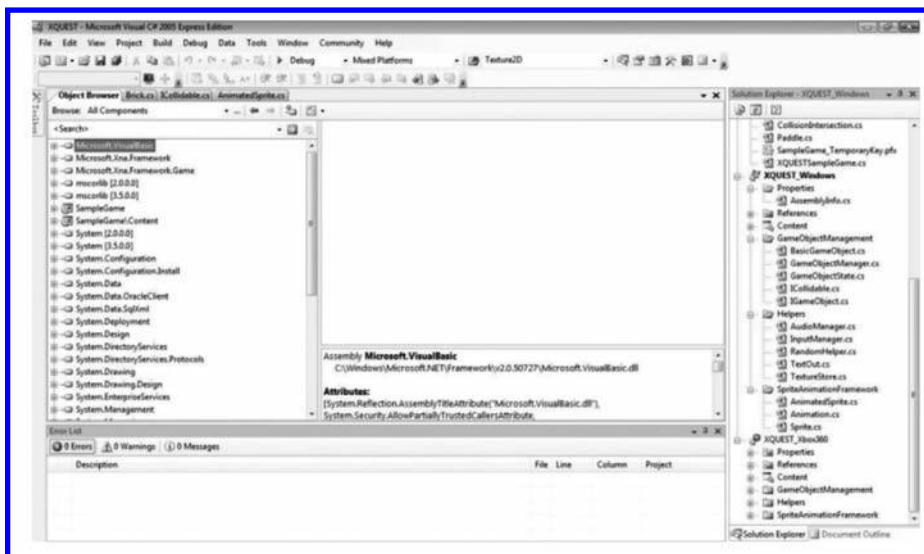 XQUEST - Microsoft Visual C# 2005 Express Edition
File Edit View Project Build Debug Data Tools Window Community Help
Debug Mixed Platforms Texture2D
Toolbox
Object Browser Brick.cs ICollidable.cs AnimatedSprite.cs
Browse: All Components
<Search>
Microsoft.VisualBasic
Microsoft.Xna.Framework
Microsoft.Xna.Framework.Game
mscorlib [2.0.0.0]
mscorlib [3.5.0.0]
SampleGame
SampleGame\Content
System [2.0.0.0]
System [3.5.0.0]
System.Configuration
System.Configuration.Install
System.Data
System.Data.OracleClient
System.Data.SqlXml
System.Deployment
System.Design
System.DirectoryServices
System.DirectoryServices.Protocols
System.Drawing
System.Drawing.Design
System.EnterpriseServices
System.Management
Assembly Microsoft.VisualBasic
C:\Windows\Microsoft.NET\Framework\v2.0.50727\Microsoft.VisualBasic.dll
Attributes:
[System.Reflection.AssemblyTitleAttribute("Microsoft.VisualBasic.dll"),
System.Security.AllowPartiallyTrustedCallersAttribute,
Error List
0 Errors 0 Warnings 0 Messages
Description File Line Column Project
Solution Explorer - XQUEST_Windows
CollisionIntersection.cs
Paddle.cs
SampleGame_TemporaryKey.pfx
XQUESTSampleGame.cs
XQUEST_Windows
Properties
AssemblyInfo.cs
References
Content
GameObjectManagement
BasicGameObject.cs
GameObjectManager.cs
GameObjectState.cs
ICollidable.cs
IGameObject.cs
Helpers
AudioManager.cs
InputManager.cs
RandomHelper.cs
TextOut.cs
TextureStore.cs
SpriteAnimationFramework
AnimatedSprite.cs
Animation.cs
Sprite.cs
XQUEST_Xbox360
Properties
References
Content
GameObjectManagement
Helpers
SpriteAnimationFramework
Solution Explorer Document Outline